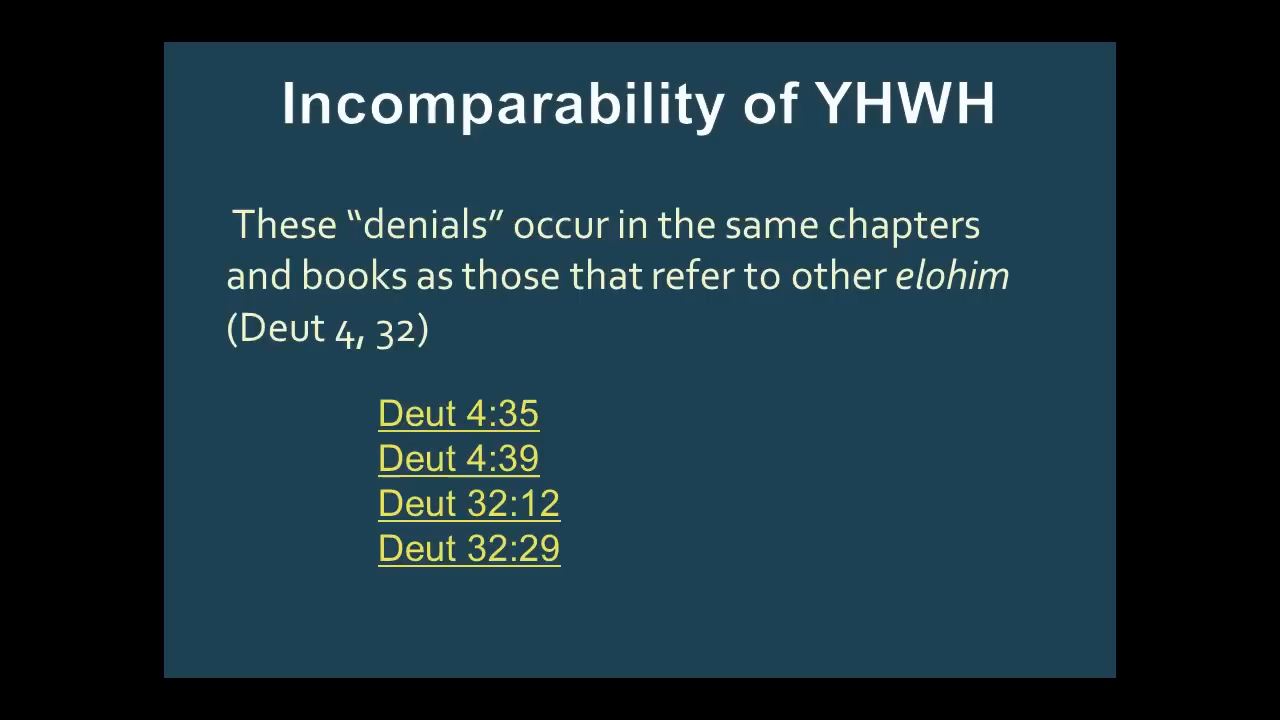 Incomparability of YHWH
These “denials” occur in the same chapters
and books as those that refer to other elohim
(Deut 4, 32)
Deut 4:35
Deut 4:39
Deut 32:12
Deut 32:29